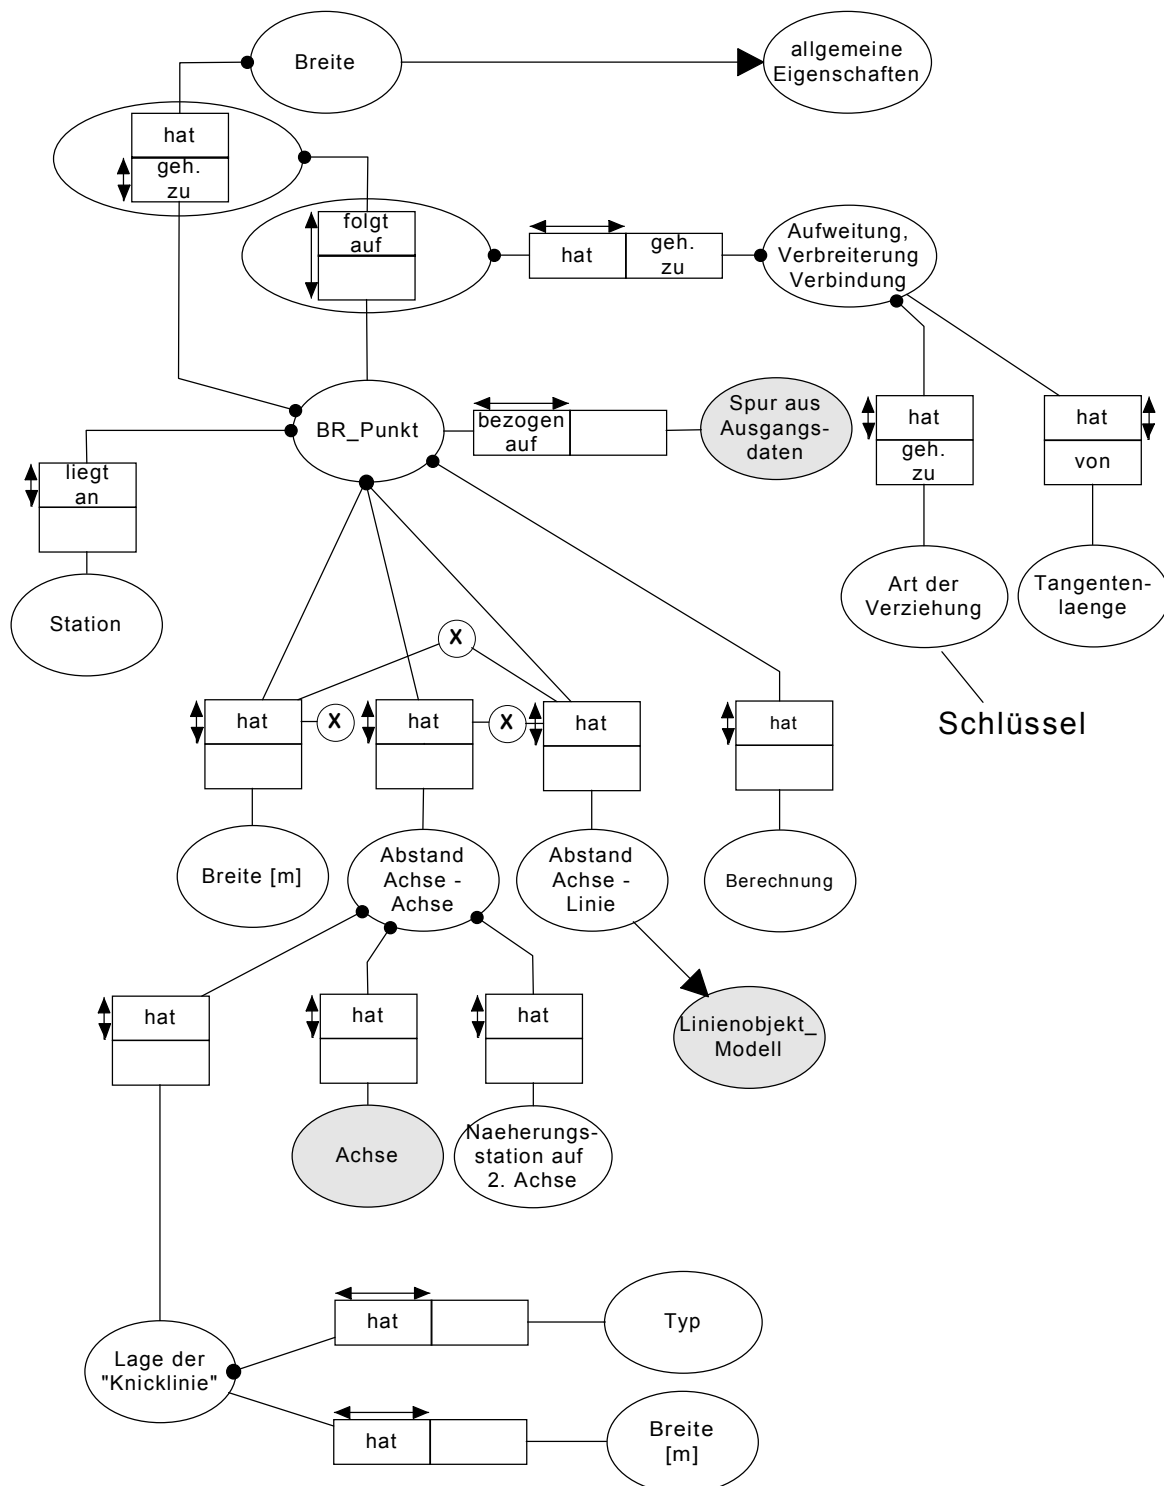 Breite
allgemeine
Eigenschaften
hat
geh.
zu
folgt
auf
hat
geh.
zu
Aufweitung,
Verbreiterung
Verbindung
BR_Punkt
bezogen
auf
Spur aus
Ausgangs-
daten
hat
geh.
zu
hat
von
liegt
an
Station
Art der
Verziehung
Tangenten-
laenge
X
hat
X
hat
X
hat
hat
Schlüssel
Breite [m]
Abstand
Achse -
Achse
Abstand
Achse -
Linie
Berechnung
hat
hat
hat
Linienobjekt_
Modell
Achse
Naeherungs-
station auf
2. Achse
hat
Typ
Lage der
"Knicklinie"
hat
Breite
[m]